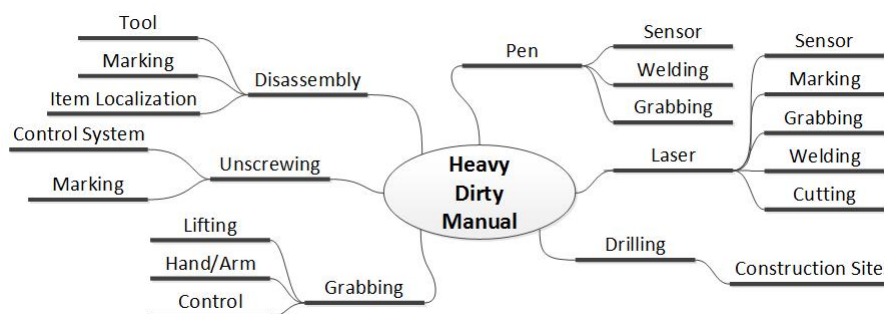 Tool
Marking
Item Localization
Disassembly
Control System
Marking
Unscrewing
Lifting
Hand/Arm
Control
Grabbing
Heavy
Dirty
Manual
Pen
Sensor
Welding
Grabbing
Laser
Sensor
Marking
Grabbing
Welding
Cutting
Drilling
Construction Site